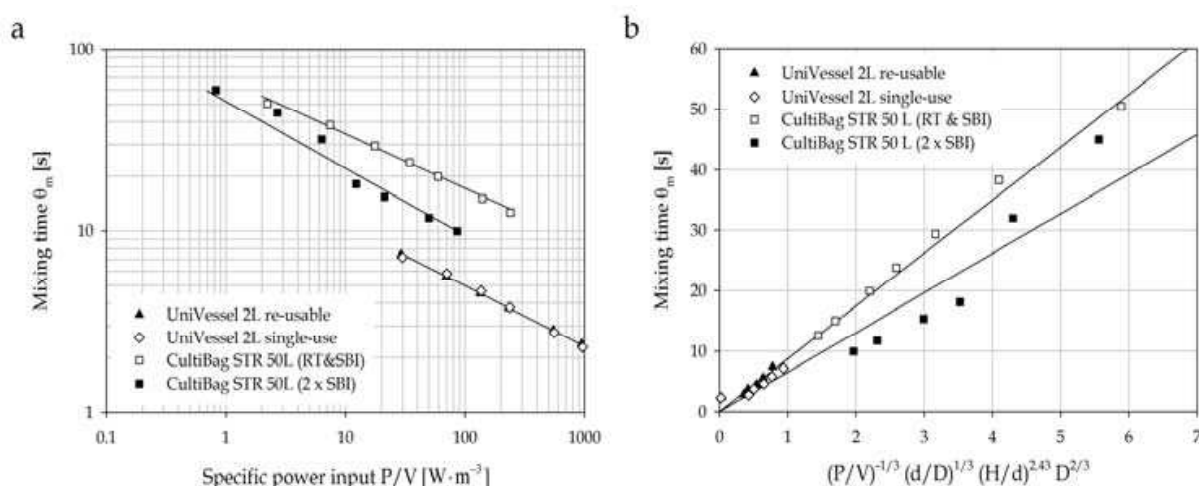 a
Mixing time θm [s]
100
10
1
UniVessel 2L re-usable
UniVessel 2L single-use
CultiBag STR 50L (RT&SBI)
CultiBag STR 50L (2 x SBI)
0.1 1 10 100 1000
Specific power input P/V [W·m⁻³]
b
Mixing time θm [s]
60
50
40
30
20
10
0
UniVessel 2L re-usable
UniVessel 2L single-use
CultiBag STR 50 L (RT & SBI)
CultiBag STR 50 L (2 x SBI)
0 1 2 3 4 5 6 7
(P/V)⁻¹/³ (d/D)¹/³ (H/d)²·⁴³ D²/³